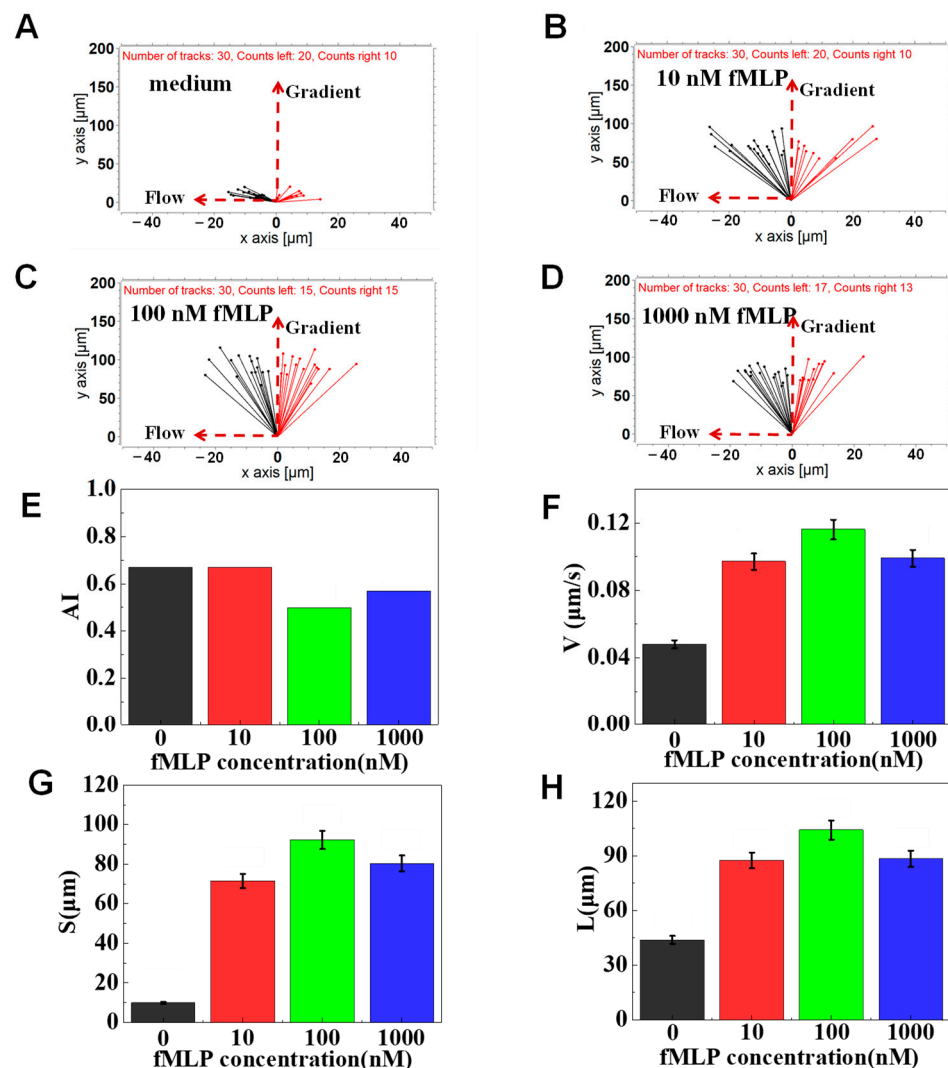 A
Number of tracks: 30, Counts left: 20, Counts right 10
medium
Gradient
Flow
y axis [µm]
200
150
100
50
0
−40 −20 0 20 40
x axis [µm]
B
Number of tracks: 30, Counts left: 20, Counts right 10
10 nM fMLP
Gradient
Flow
y axis [µm]
200
150
100
50
0
−40 −20 0 20 40
x axis [µm]
C
Number of tracks: 30, Counts left: 15, Counts right 15
100 nM fMLP
Gradient
Flow
y axis [µm]
200
150
100
50
0
−40 −20 0 20 40
x axis [µm]
D
Number of tracks: 30, Counts left: 17, Counts right 13
1000 nM fMLP
Gradient
Flow
y axis [µm]
200
150
100
50
0
−40 −20 0 20 40
x axis [µm]
E
AI
1.0
0.8
0.6
0.4
0.2
0.0
0 10 100 1000
fMLP concentration(nM)
F
V (µm/s)
0.12
0.08
0.04
0.00
0 10 100 1000
fMLP concentration(nM)
G
S(µm)
120
100
80
60
40
20
0
0 10 100 1000
fMLP concentration(nM)
H
L(µm)
120
90
60
30
0
0 10 100 1000
fMLP concentration(nM)